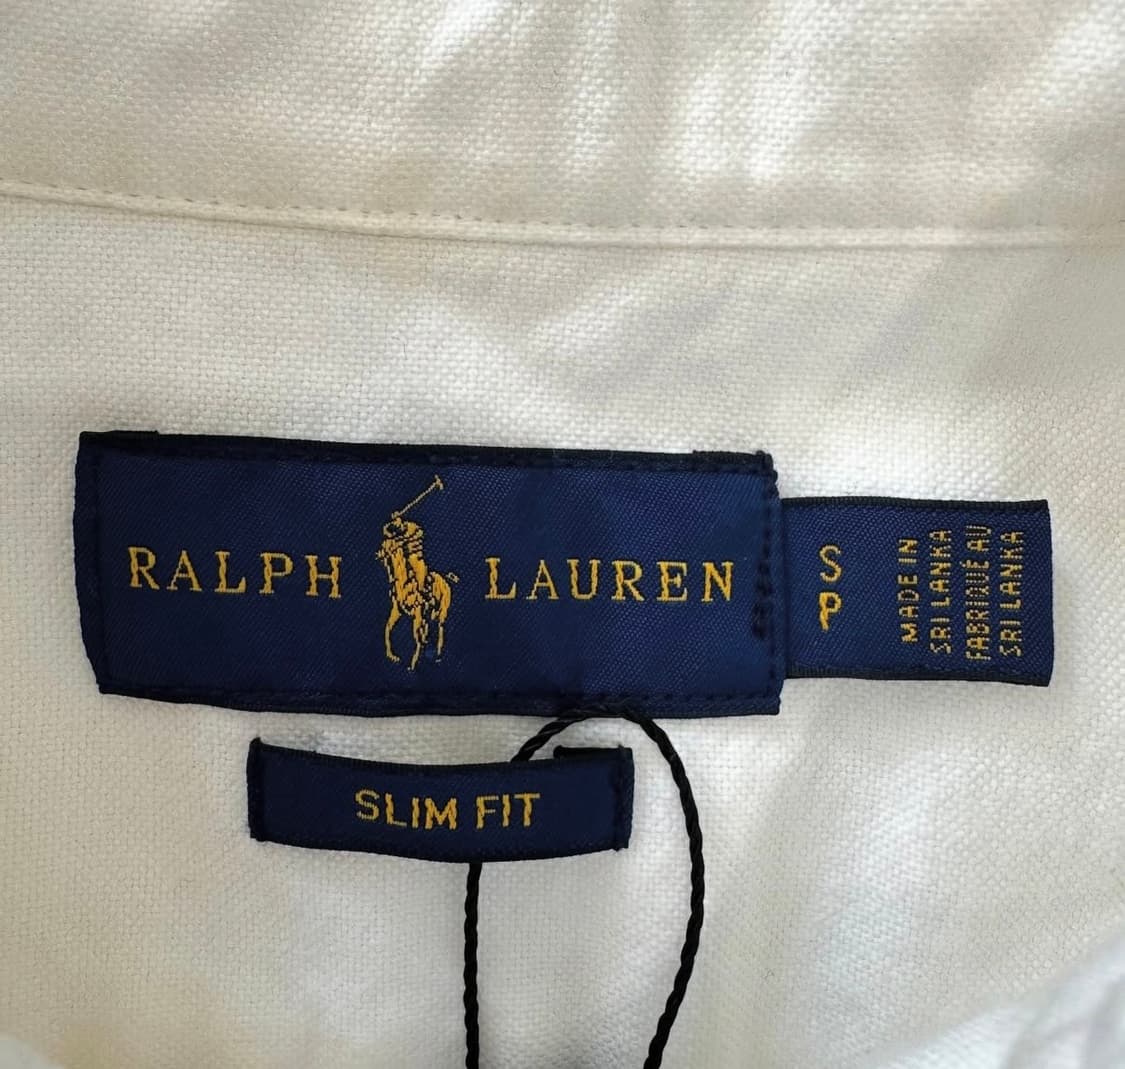 RALPH LAUREN
S
P
MADE IN
SRI LANKA
FABRIQUÉ AU
SRI LANKA
SLIM FIT